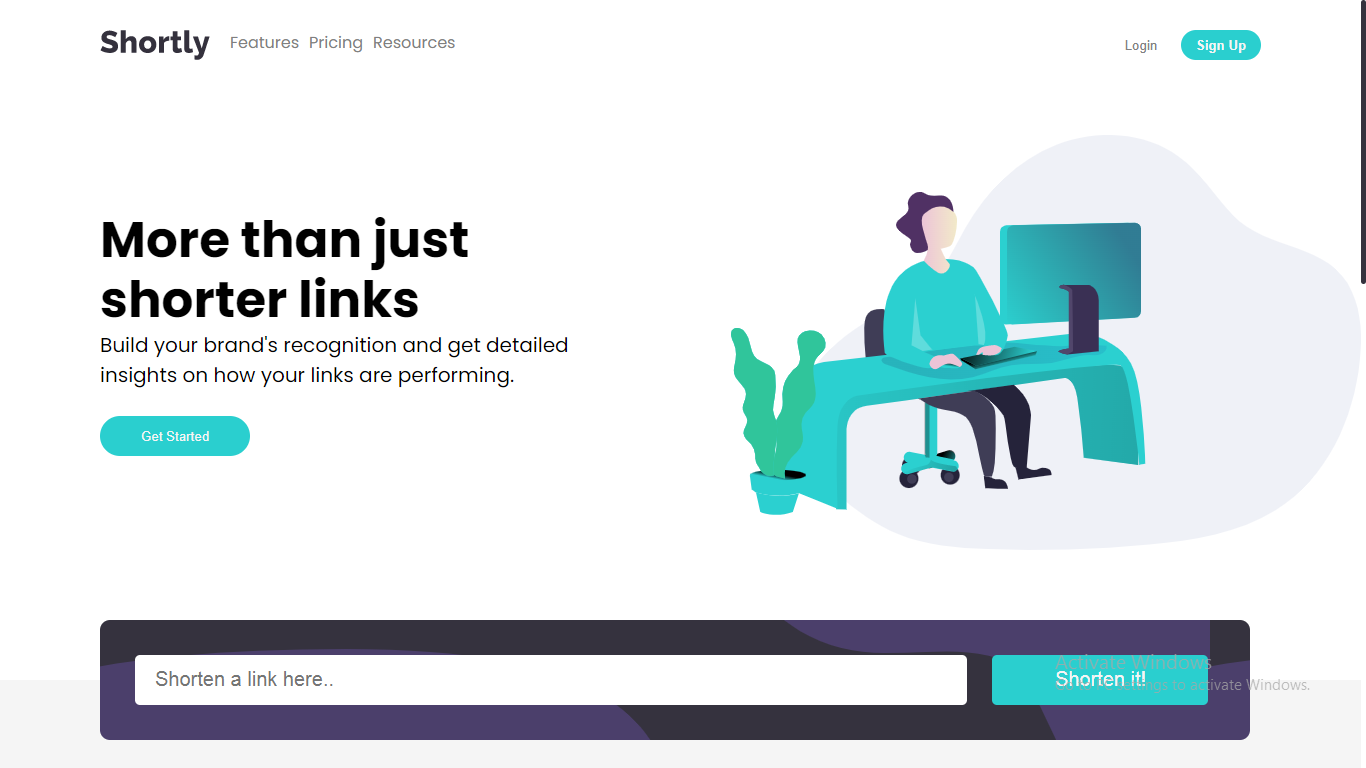 Shortly Features Pricing Resources Login Sign Up
More than just
shorter links
Build your brand's recognition and get detailed
insights on how your links are performing.
Get Started
Activate Windows
Shorten a link here.. Shorten it!
to activate Windows.